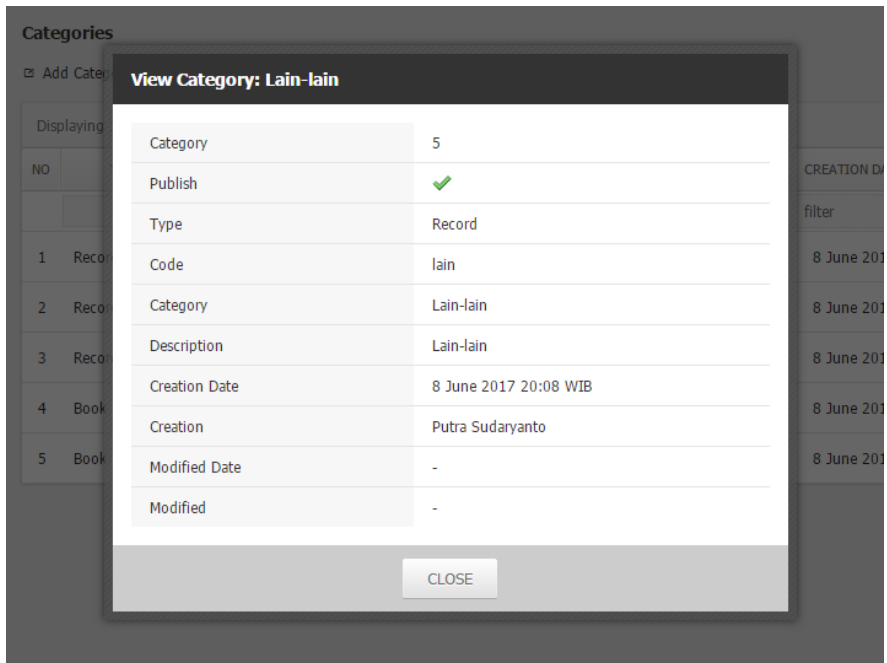 Categories
Add Categ
View Category: Lain-lain
Displaying
NO
CREATION DA
filter
Category 5
Publish
Type Record
Code lain
Category Lain-lain
Description Lain-lain
Creation Date 8 June 2017 20:08 WIB
Creation Putra Sudaryanto
Modified Date -
Modified -
1 Recor 8 June 201
2 Recor 8 June 201
3 Recor 8 June 201
4 Book 8 June 201
5 Book 8 June 201
CLOSE